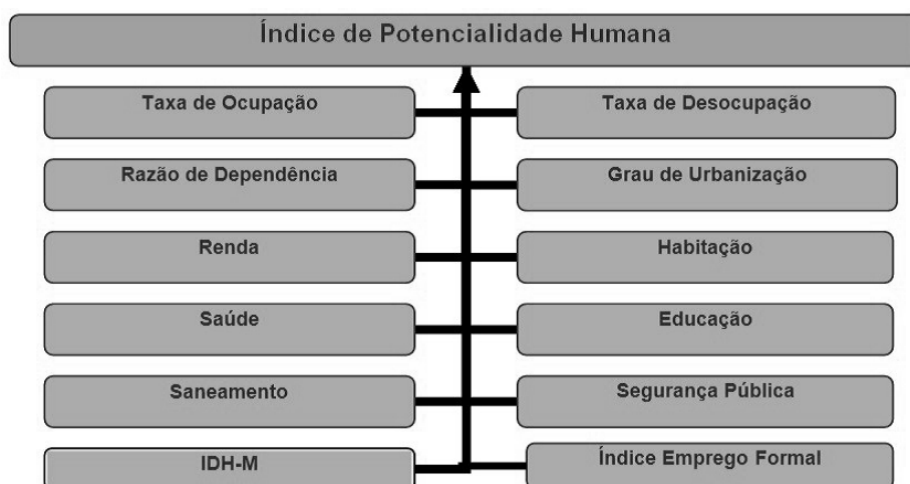 Índice de Potencialidade Humana
Taxa de Ocupação
Taxa de Desocupação
Razão de Dependência
Grau de Urbanização
Renda
Habitação
Saúde
Educação
Saneamento
Segurança Pública
IDH-M
Índice Emprego Formal